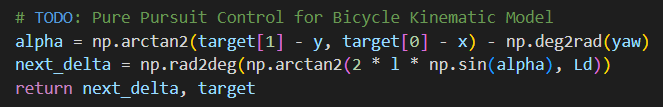 # TODO: Pure Pursuit Control for Bicycle Kinematic Model
alpha = np.arctan2(target[1] - y, target[0] - x) - np.deg2rad(yaw)
next_delta = np.rad2deg(np.arctan2(2 * l * np.sin(alpha), Ld))
return next_delta, target